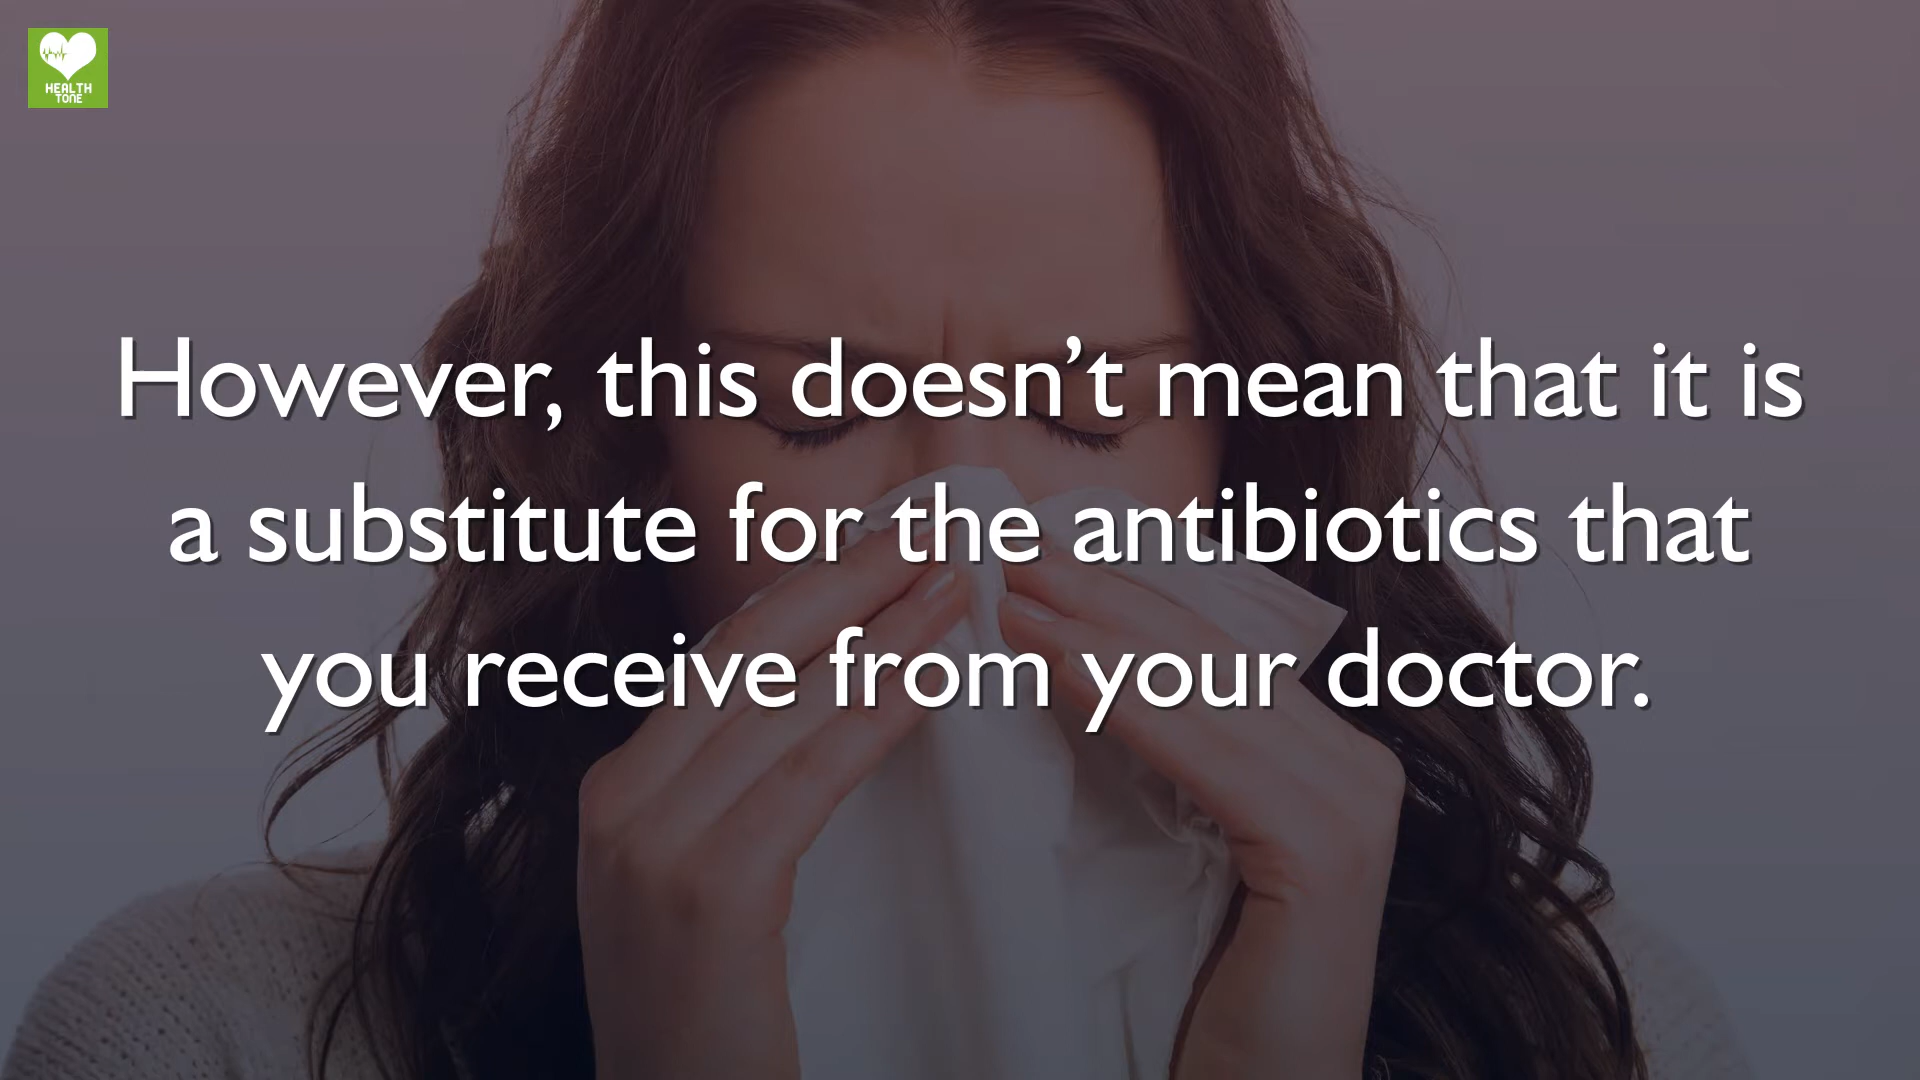 HEALTH
TONE
However, this doesn’t mean that it is
a substitute for the antibiotics that
you receive from your doctor.